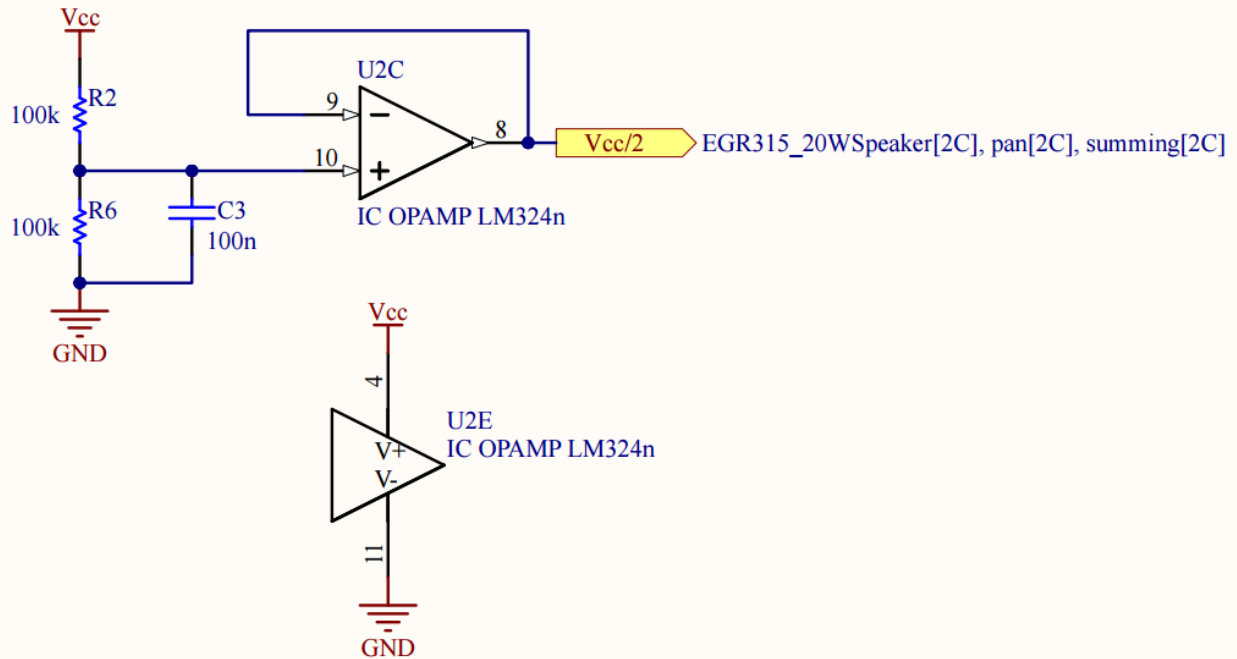 Vcc
R2
100k
R6
100k
C3
100n
GND
U2C
9
10
8
IC OPAMP LM324n
Vcc/2
EGR315_20WSpeaker[2C], pan[2C], summing[2C]
Vcc
4
U2E
IC OPAMP LM324n
V+
V-
11
GND